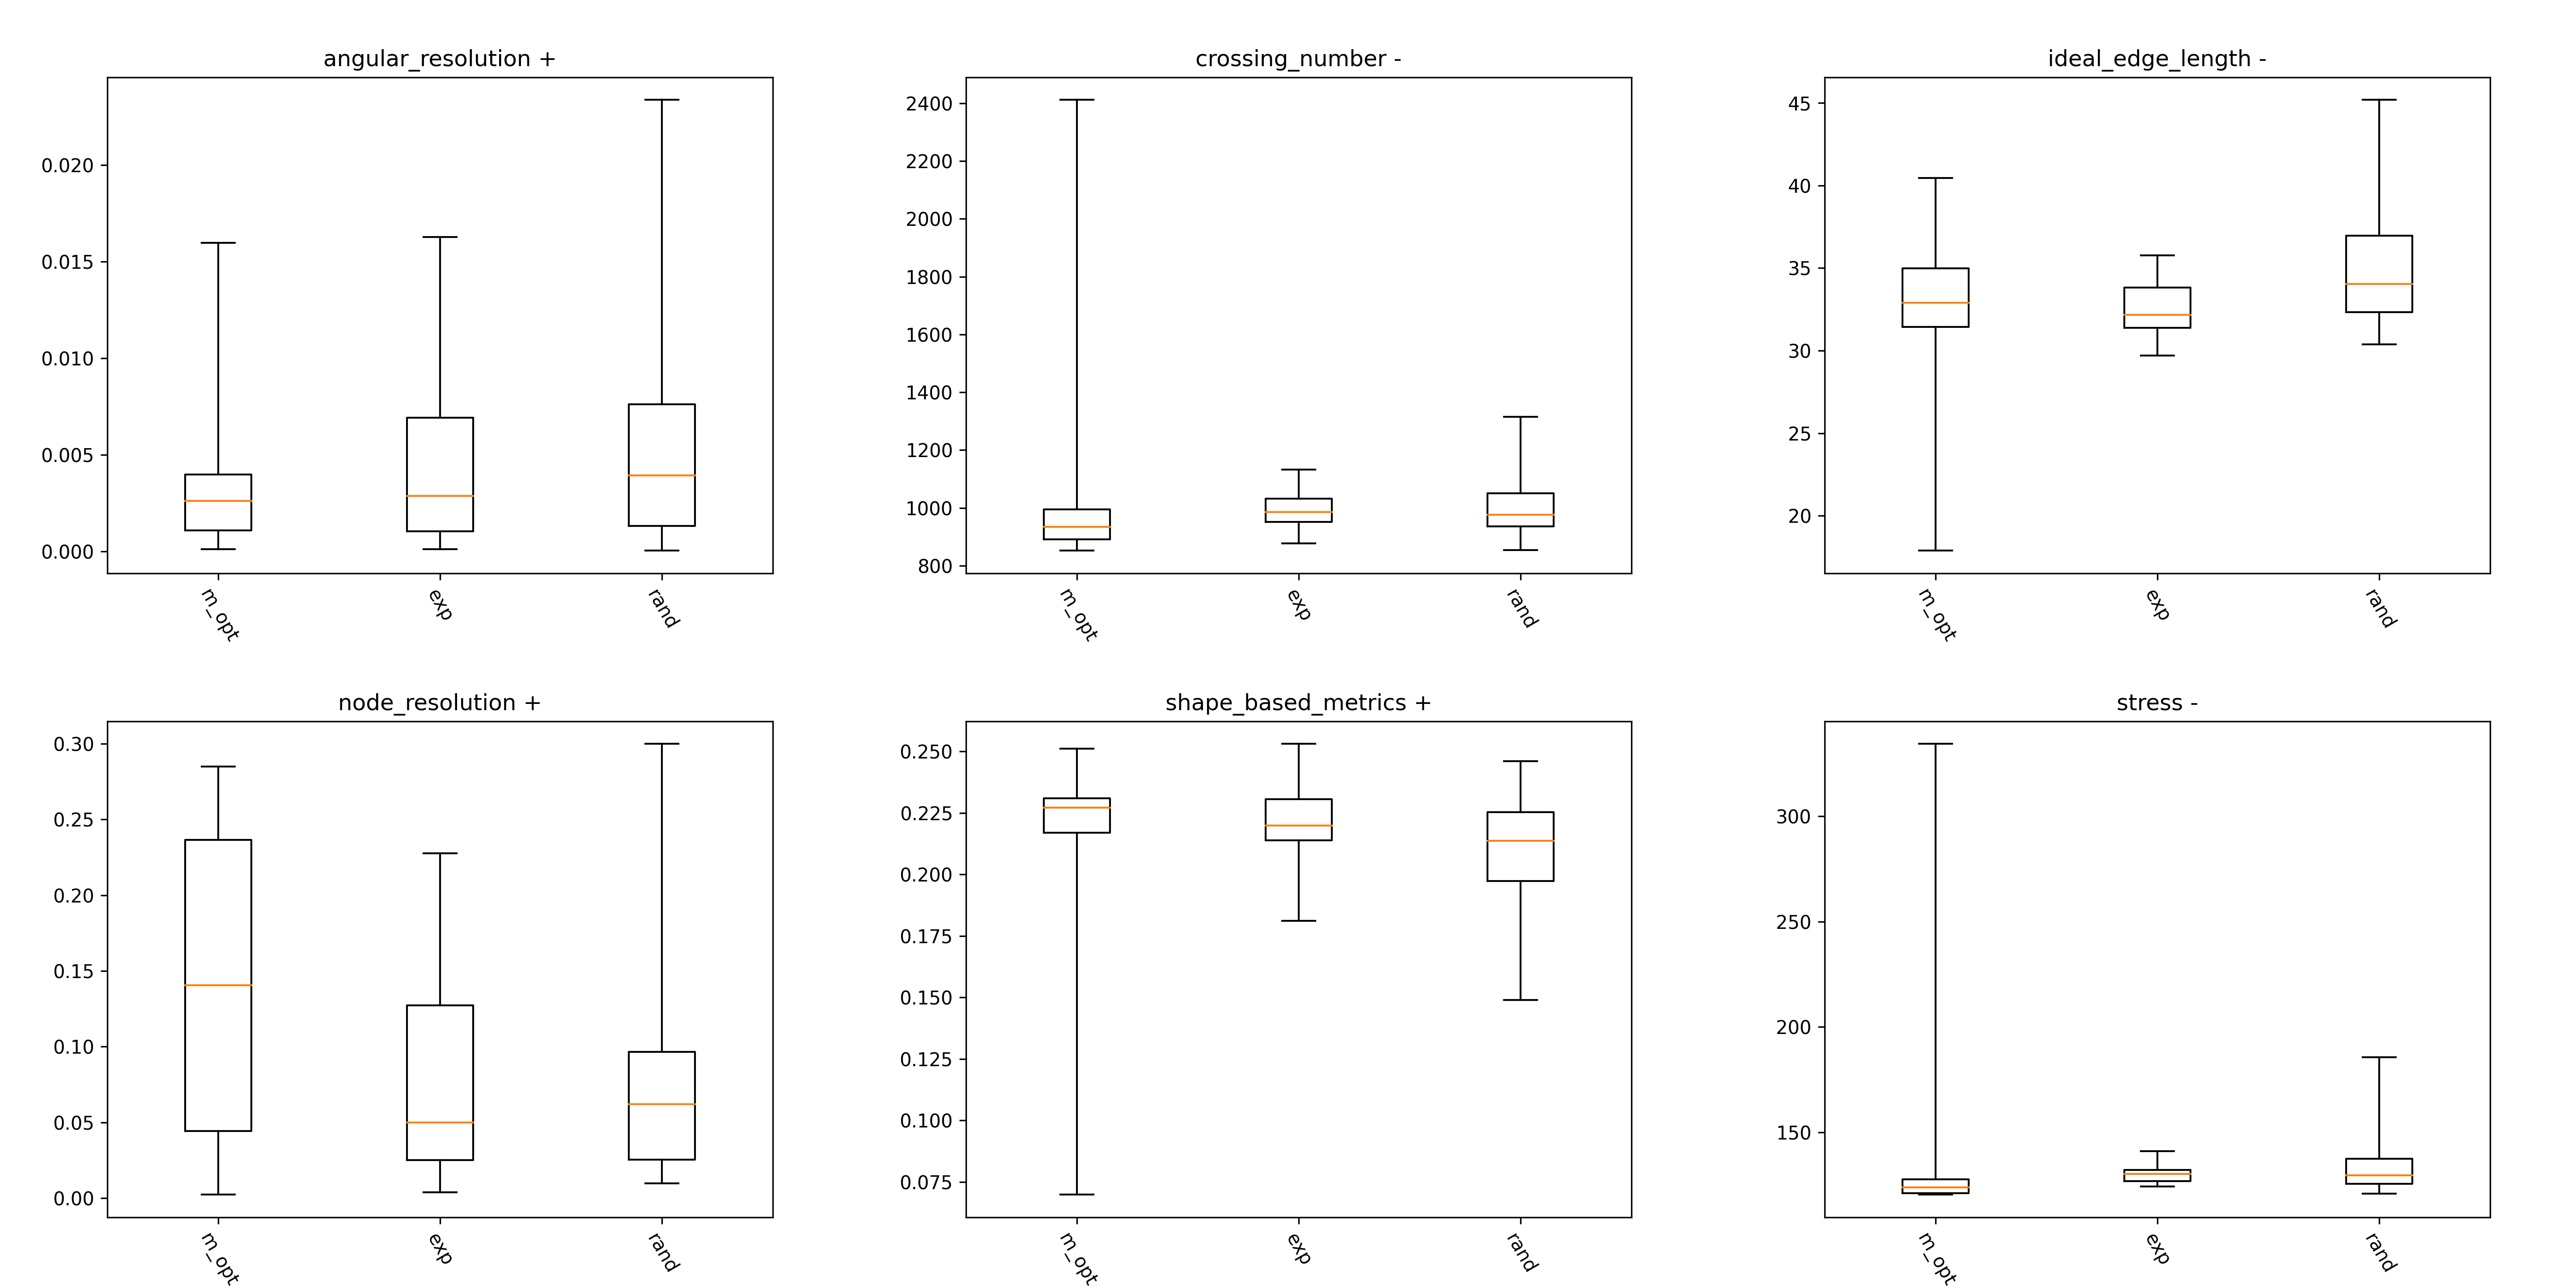 angular_resolution +
0.020
0.015
0.010
0.005
0.000
m_opt
exp
rand
crossing_number -
2400
2200
2000
1800
1600
1400
1200
1000
800
m_opt
exp
rand
ideal_edge_length -
45
40
35
30
25
20
m_opt
exp
rand
node_resolution +
0.30
0.25
0.20
0.15
0.10
0.05
0.00
m_opt
exp
rand
shape_based_metrics +
0.250
0.225
0.200
0.175
0.150
0.125
0.100
0.075
m_opt
exp
rand
stress -
300
250
200
150
m_opt
exp
rand